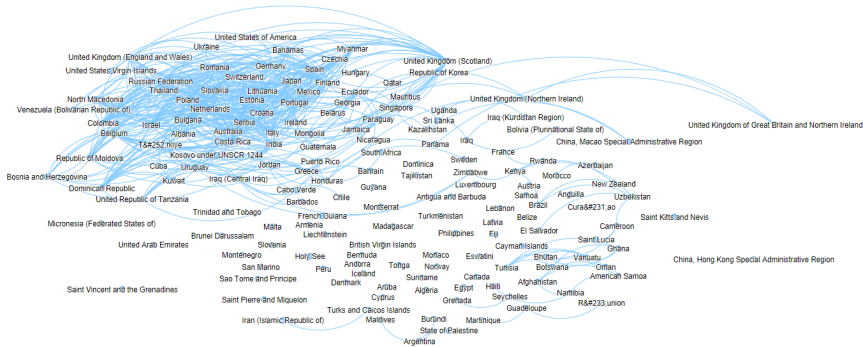 United States of America
Ukraine
Bahamas
Myanmar
United Kingdom (England and Wales)
Czechia
United Kingdom (Scotland)
Romania
Germany
Spain
Hungary
Republic of Korea
United States Virgin Islands
Switzerland
Russian Federation
Japan
Finland
Qatar
Thailand
Slovakia
Lithuania
Mexico
Ecuador
Mauritius
North Macedonia
Poland
Estonia
Portugal
Georgia
Singapore
United Kingdom (Northern Ireland)
Venezuela (Bolivarian Republic of)
Netherlands
Croatia
Belarus
Uganda
Colombia
Bulgaria
Serbia
Ireland
Paraguay
Sri Lanka
Iraq (Kurdistan Region)
United Kingdom of Great Britain and Northern Ireland
Belgium
Israel
Albania
Australia
Italy
Mongolia
Jamaica
Kazakhstan
Bolivia (Plurinational State of)
T&#252;rkiye
Costa Rica
India
Guatemala
Nicaragua
Panama
Iraq
China, Macao Special Administrative Region
Republic of Moldova
Kosovo under UNSCR 1244
Puerto Rico
South Africa
France
Cuba
Uruguay
Jordan
Greece
Bahrain
Dominica
Sweden
Rwanda
Azerbaijan
Bosnia and Herzegovina
Kuwait
Iraq (Central Iraq)
Honduras
Tajikistan
Zimbabwe
Kenya
Morocco
Dominican Republic
Cabo Verde
Guyana
Luxembourg
Austria
New Zealand
United Republic of Tanzania
Barbados
Chile
Antigua and Barbuda
Samoa
Anguilla
Uzbekistan
Trinidad and Tobago
Montserrat
Lebanon
Brazil
Cura&#231;ao
French Guiana
Turkmenistan
Belize
Saint Kitts and Nevis
Micronesia (Federated States of)
Malta
Armenia
Madagascar
Latvia
Cameroon
Brunei Darussalam
Liechtenstein
Philippines
Fiji
El Salvador
United Arab Emirates
Slovenia
British Virgin Islands
Cayman Islands
Saint Lucia
Montenegro
Holy See
Bermuda
Monaco
Eswatini
Bhutan
Vanuatu
Ghana
China, Hong Kong Special Administrative Region
San Marino
Peru
Andorra
Tonga
Norway
Tunisia
Botswana
Oman
Sao Tome and Principe
Iceland
Suriname
Canada
American Samoa
Denmark
Aruba
Algeria
Egypt
Haiti
Afghanistan
Saint Vincent and the Grenadines
Saint Pierre and Miquelon
Cyprus
Grenada
Seychelles
Namibia
R&#233;union
Turks and Caicos Islands
Guadeloupe
Iran (Islamic Republic of)
Maldives
Burundi
Martinique
State of Palestine
Argentina